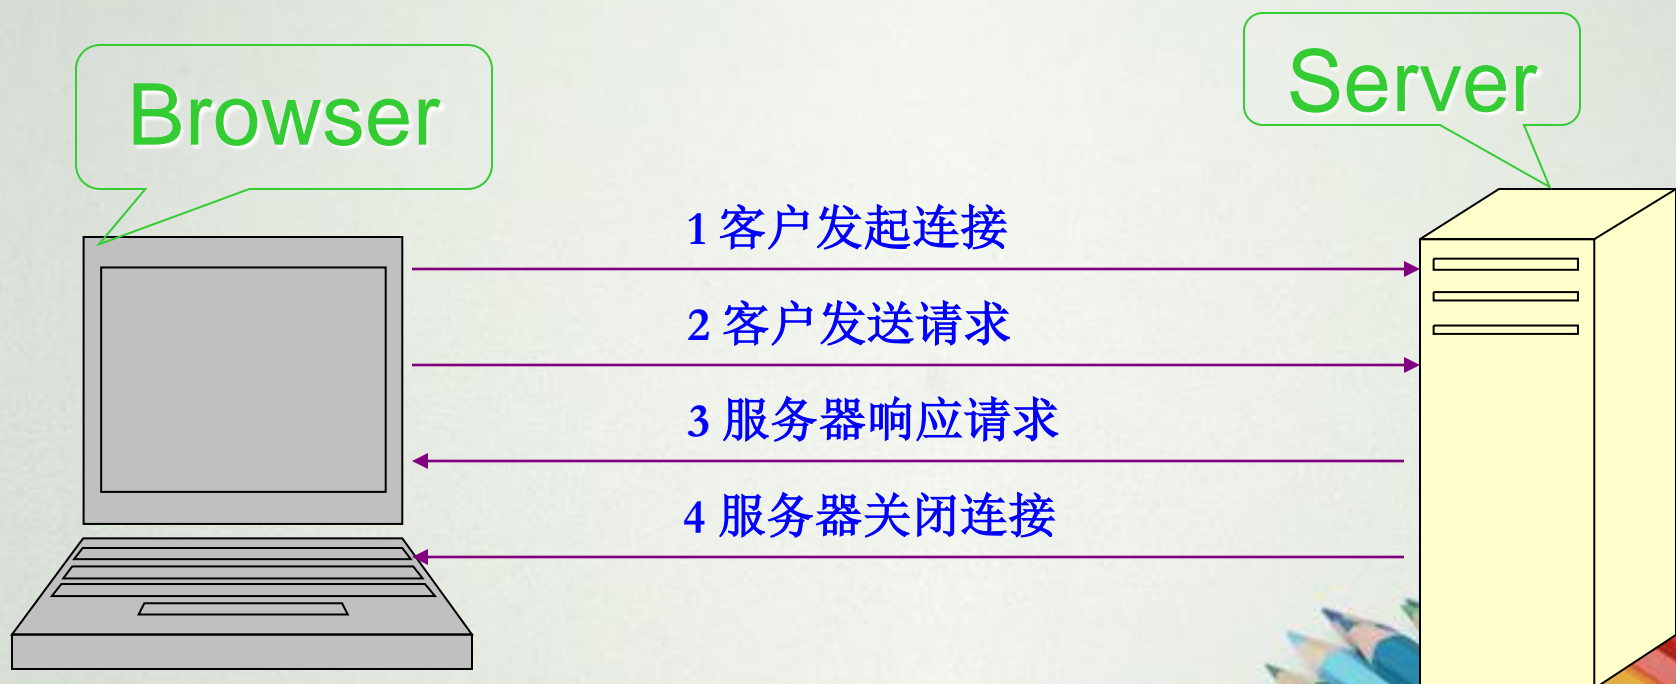 Browser
Server
1 客户发起连接
2 客户发送请求
3 服务器响应请求
4 服务器关闭连接